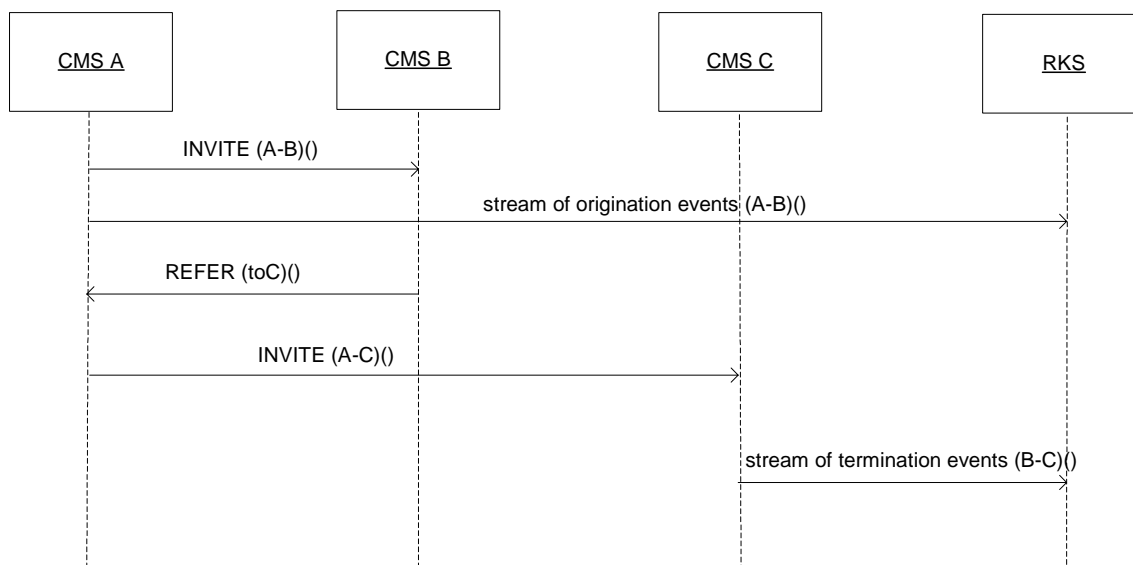 CMS A
CMS B
CMS C
RKS
INVITE (A-B)()
stream of origination events (A-B)()
REFER (toC)()
INVITE (A-C)()
stream of termination events (B-C)()